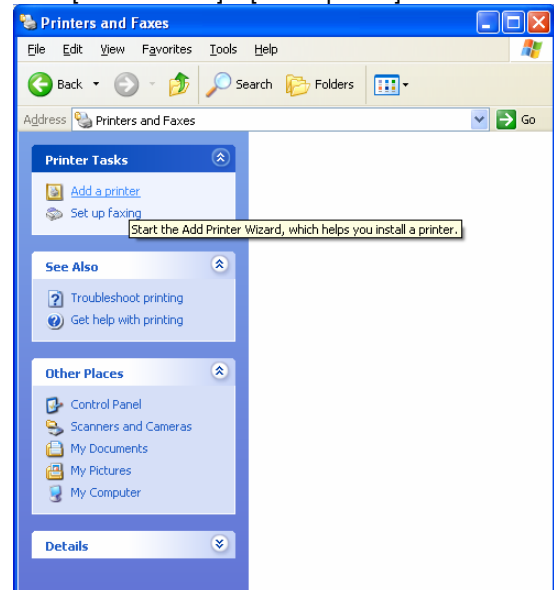 Printers and Faxes
File Edit View Favorites Tools Help
Back Search Folders
Address Printers and Faxes Go
Printer Tasks
Add a printer
Set up faxing
Start the Add Printer Wizard, which helps you install a printer.
See Also
Troubleshoot printing
Get help with printing
Other Places
Control Panel
Scanners and Cameras
My Documents
My Pictures
My Computer
Details